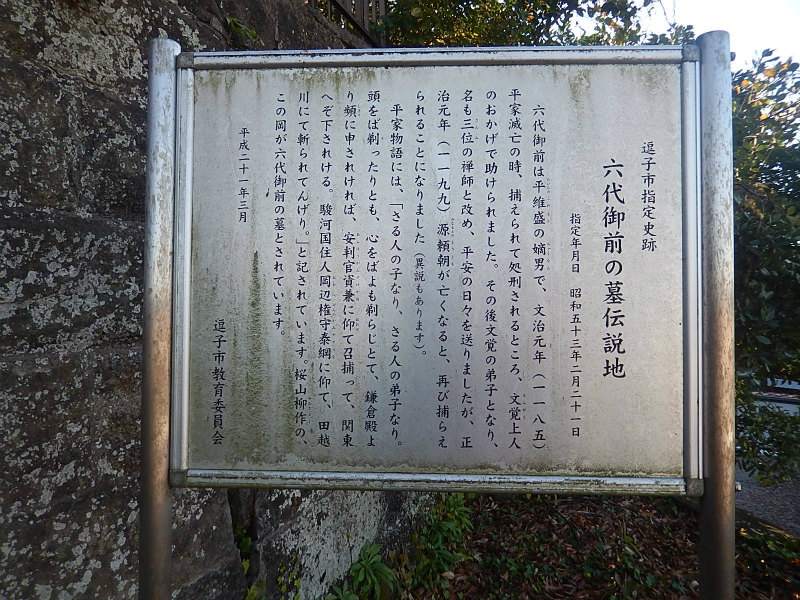 逗子市指定史跡
六代御前の墓伝説地
指定年月日 昭和五十三年二月二十一日
六代御前は平維盛の嫡男で、文治元年（一一八五）
平家滅亡の時、捕えられて処刑されるところ、文覚上人
のおかげで助けられました。その後文覚の弟子となり、
名も三位の禅師と改め、平安の日々を送りましたが、正
治元年（一一九九）源頼朝が亡くなると、再び捕らえ
られることになりました（異説もあります）。
平家物語には、「さる人の子なり、さる人の弟子なり。
頭をば剃ったりとも、心をばよも剃らじとて、鎌倉殿よ
り頻に申されければ、安判官資兼に仰て召捕って、関東
へぞ下されける。駿河国住人岡辺権守泰綱に仰て、田越
川にて斬られてんげり。」と記されています。桜山柳作の、
この岡が六代御前の墓とされています。
平成二十一年三月
逗子市教育委員会